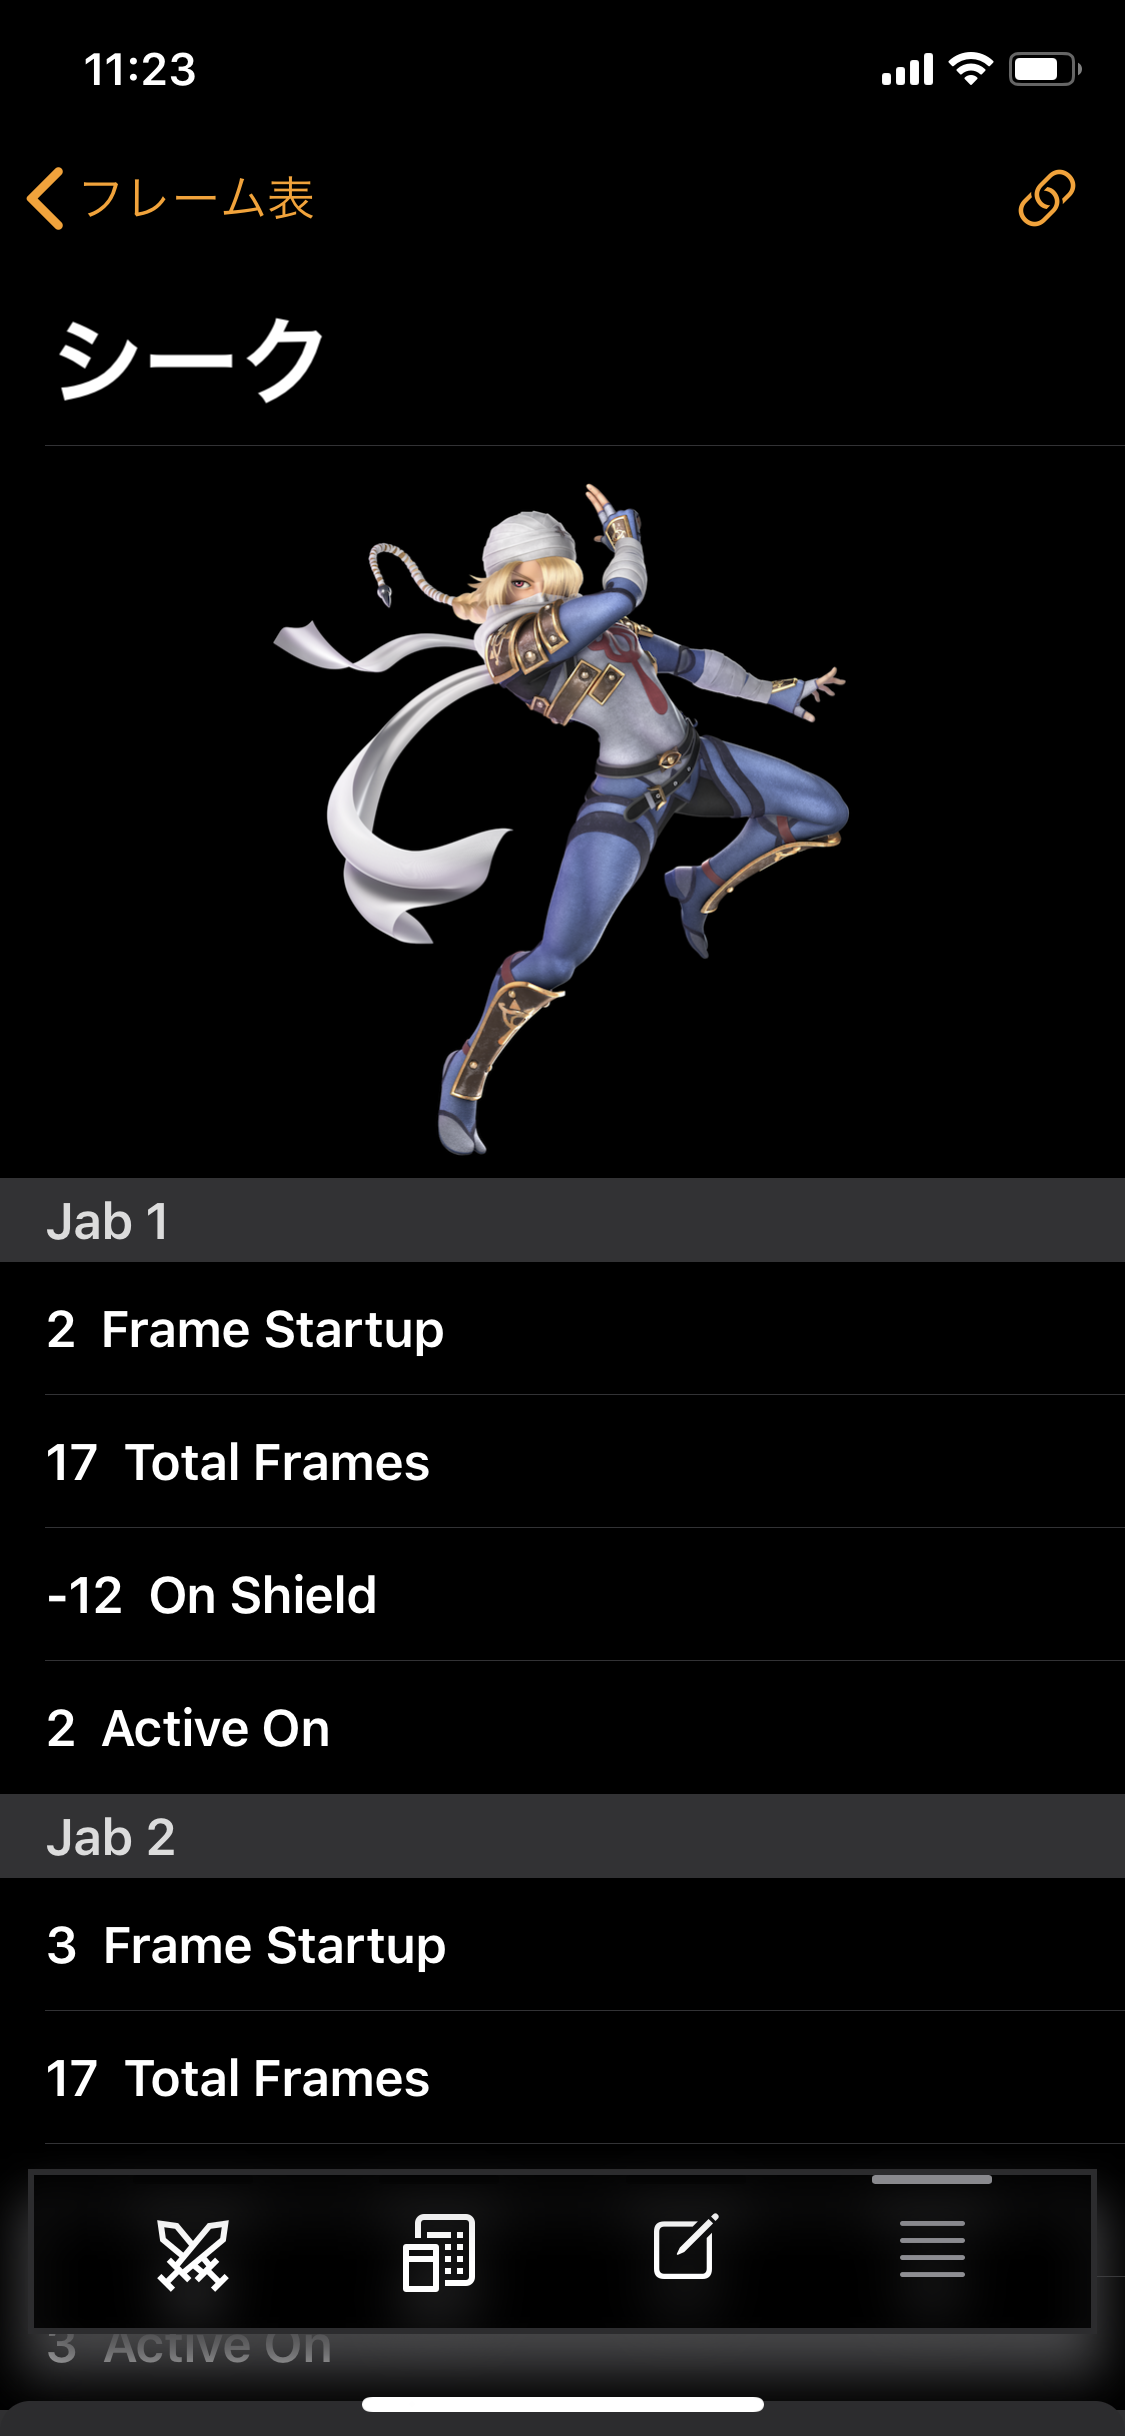 11:23
フレーム表
シーク
Jab 1
2 Frame Startup
17 Total Frames
-12 On Shield
2 Active On
Jab 2
3 Frame Startup
17 Total Frames
3 Active On